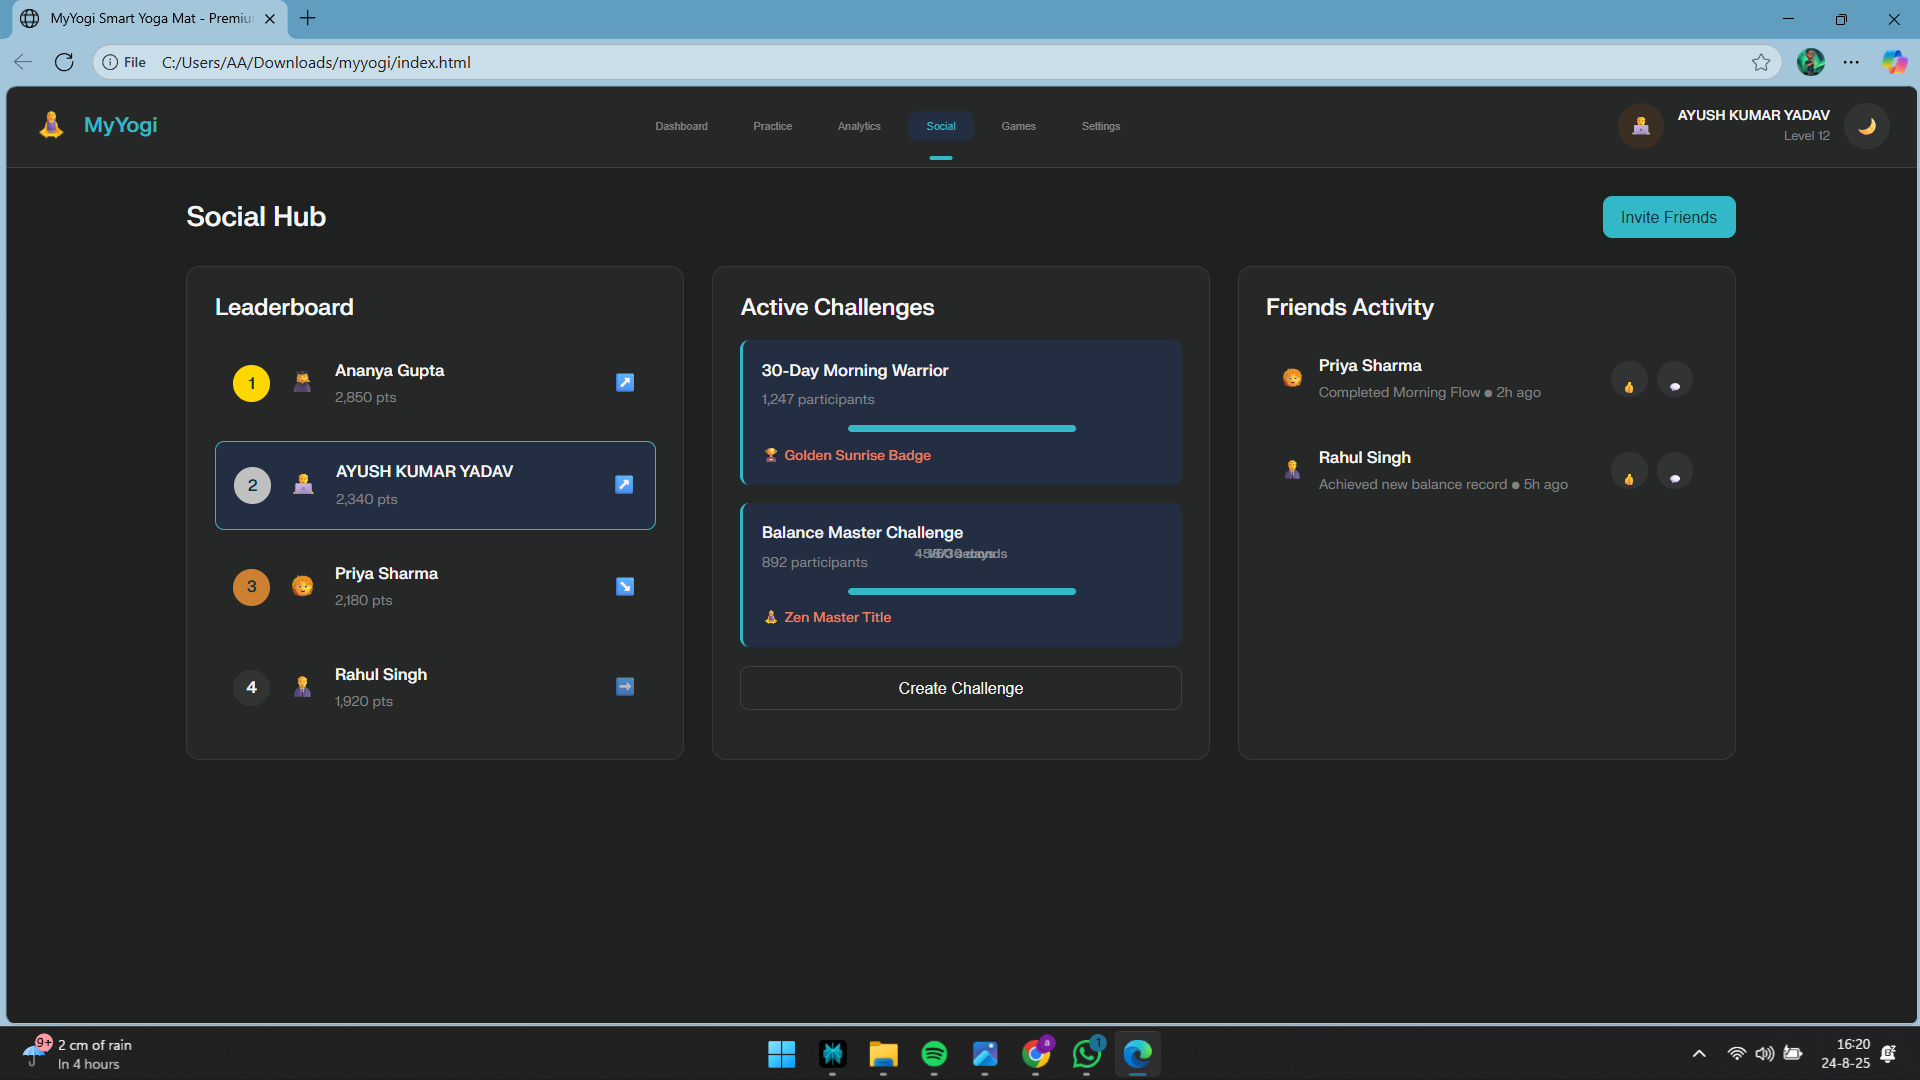 MyYogi Smart Yoga Mat - Premiu
File C:/Users/AA/Downloads/myyogi/index.html
MyYogi
Dashboard Practice Analytics Social Games Settings
AYUSH KUMAR YADAV
Level 12
Social Hub
Invite Friends
Leaderboard
1
Ananya Gupta
2,850 pts
2
AYUSH KUMAR YADAV
2,340 pts
3
Priya Sharma
2,180 pts
4
Rahul Singh
1,920 pts
Active Challenges
30-Day Morning Warrior
1,247 participants
Golden Sunrise Badge
Balance Master Challenge
892 participants
Zen Master Title
Create Challenge
Friends Activity
Priya Sharma
Completed Morning Flow • 2h ago
Rahul Singh
Achieved new balance record • 5h ago
9+
2 cm of rain
In 4 hours
a
1
16:20
24-8-25